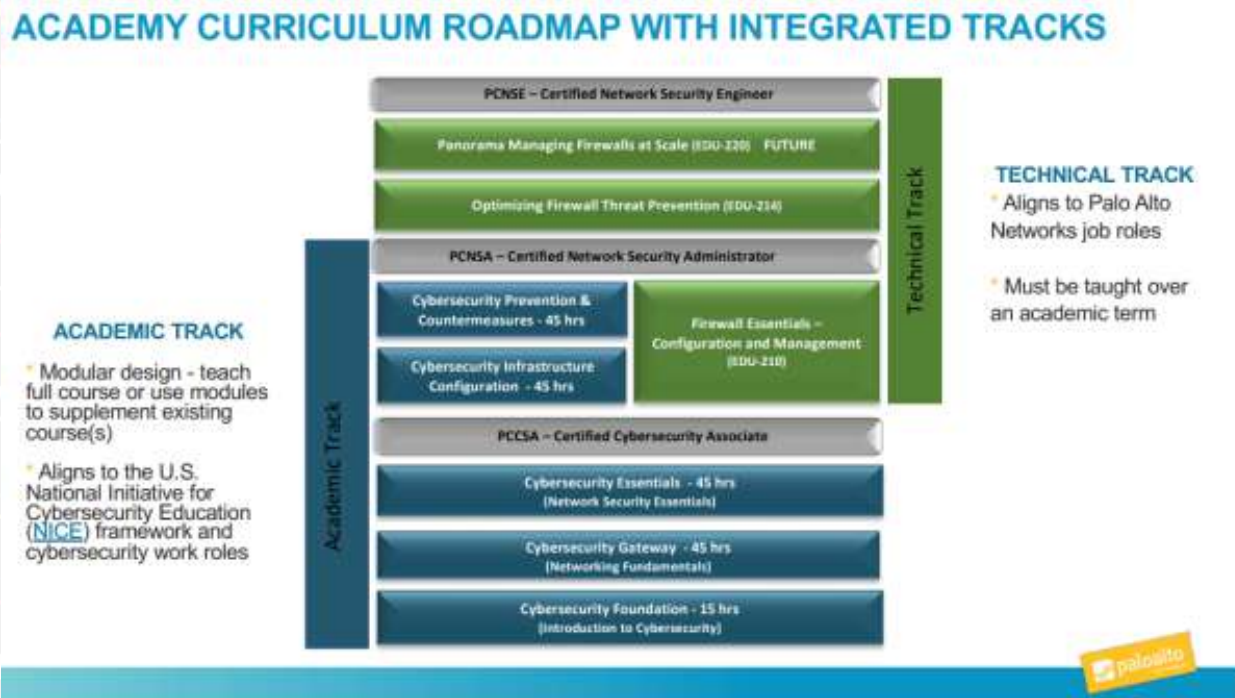 ACADEMY CURRICULUM ROADMAP WITH INTEGRATED TRACKS
PCNSE – Certified Network Security Engineer
Panorama Managing Firewalls at Scale (EDU-220) FUTURE
Optimizing Firewall Threat Prevention (EDU-214)
PCNSA – Certified Network Security Administrator
Cybersecurity Prevention &
Countermeasures - 45 hrs
Cybersecurity Infrastructure
Configuration - 45 hrs
Firewall Essentials –
Configuration and Management
(EDU-210)
PCCSA – Certified Cybersecurity Associate
Cybersecurity Essentials - 45 hrs
(Network Security Essentials)
Cybersecurity Gateway - 45 hrs
(Networking Fundamentals)
Cybersecurity Foundation - 15 hrs
(Introduction to Cybersecurity)
Academic Track
Technical Track
ACADEMIC TRACK
* Modular design - teach
full course or use modules
to supplement existing
course(s)
* Aligns to the U.S.
National Initiative for
Cybersecurity Education
(NICE) framework and
cybersecurity work roles
TECHNICAL TRACK
* Aligns to Palo Alto
Networks job roles
* Must be taught over
an academic term
paloalto